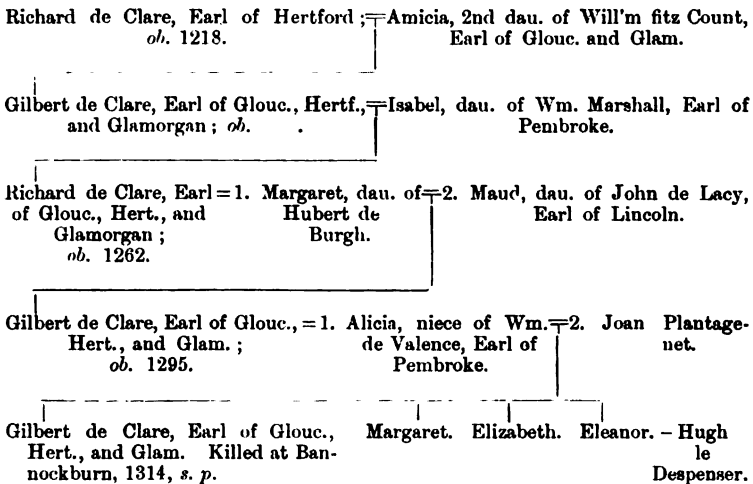 Richard de Clare, Earl of Hertford; = Amicia, 2nd dau. of Will'm fitz Count,
ob. 1218. Earl of Glouc. and Glam.
Gilbert de Clare, Earl of Glouc., Hertf., = Isabel, dau. of Wm. Marshall, Earl of
and Glamorgan; ob. . Pembroke.
Richard de Clare, Earl = 1. Margaret, dau. of = 2. Maud, dau. of John de Lacy,
of Glouc., Hert., and Hubert de Earl of Lincoln.
Glamorgan; Burgh.
ob. 1262.
Gilbert de Clare, Earl of Glouc., = 1. Alicia, niece of Wm. = 2. Joan Plantage-
Hert., and Glam.; de Valence, Earl of net.
ob. 1295. Pembroke.
Gilbert de Clare, Earl of Glouc., Margaret. Elizabeth. Eleanor. – Hugh
Hert., and Glam. Killed at Ban- le
nockburn, 1314, s. p. Despenser.